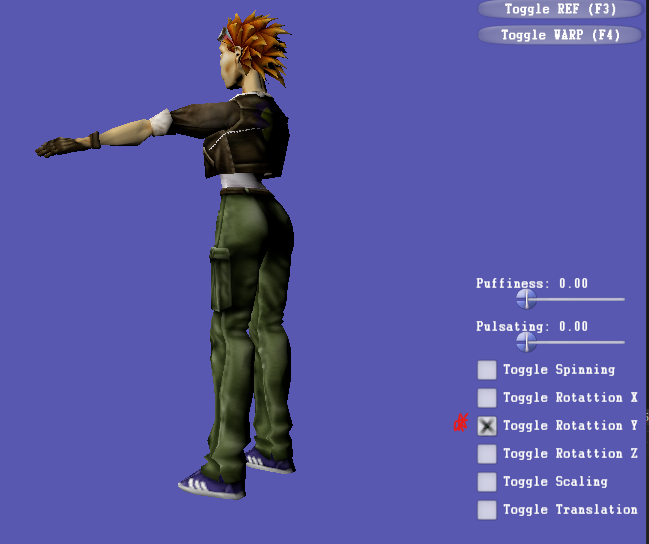 Toggle REF (F3)
Toggle WARP (F4)
Puffiness: 0.00
Pulsating: 0.00
Toggle Spinning
Toggle Rotattion X
Toggle Rotattion Y
Toggle Rotattion Z
Toggle Scaling
Toggle Translation